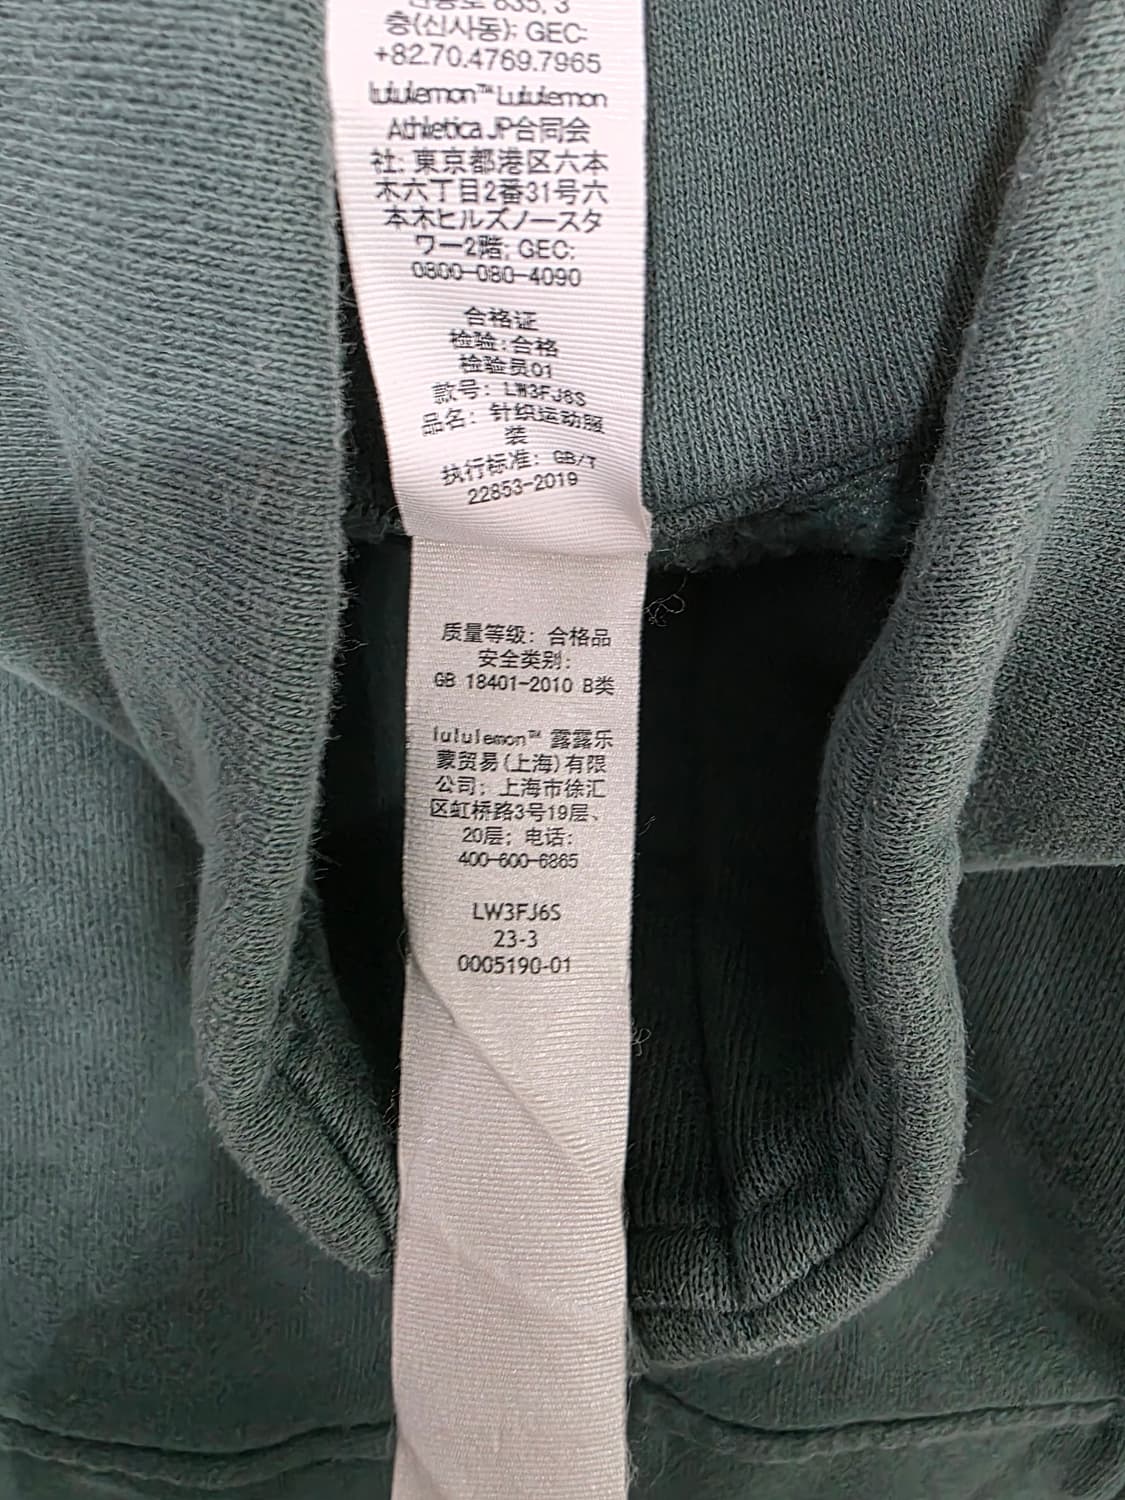 835, 3
층(신사동); GEC:
+82.70.4769.7965
lululemon™ Lululemon
Athletica JP合同会
社: 東京都港区六本
木六丁目2番31号六
本木ヒルズノースタ
ワー2階; GEC:
0800-080-4090
合格证
检验:合格
检验员01
款号: LW3FJ6S
品名: 针织运动服
装
执行标准: GB/T
22853-2019
质量等级: 合格品
安全类别:
GB 18401-2010 B类
lululemon™ 露露乐
蒙贸易(上海)有限
公司; 上海市徐汇
区虹桥路3号19层、
20层; 电话:
400-600-6865
LW3FJ6S
23-3
0005190-01